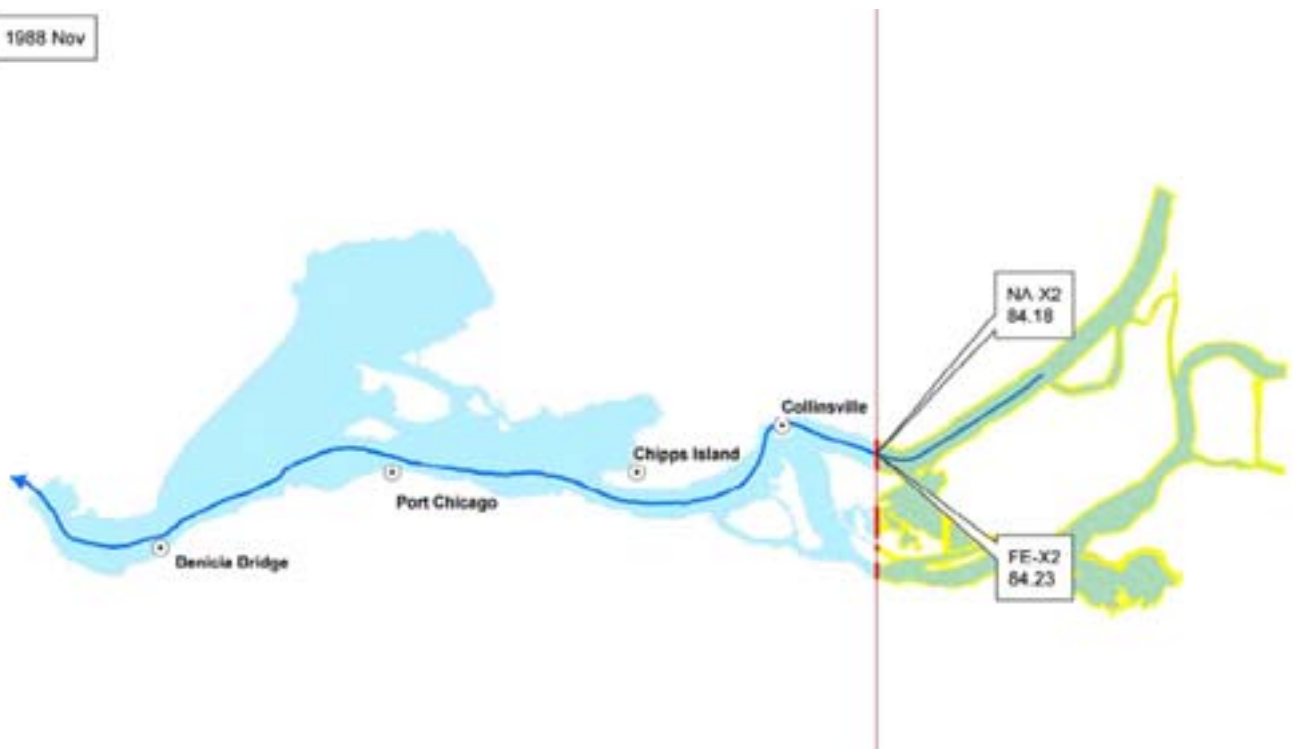 1988 Nov
NA X2
84.18
Collinsville
Chipps Island
Port Chicago
Benicia Bridge
FE-X2
84.23